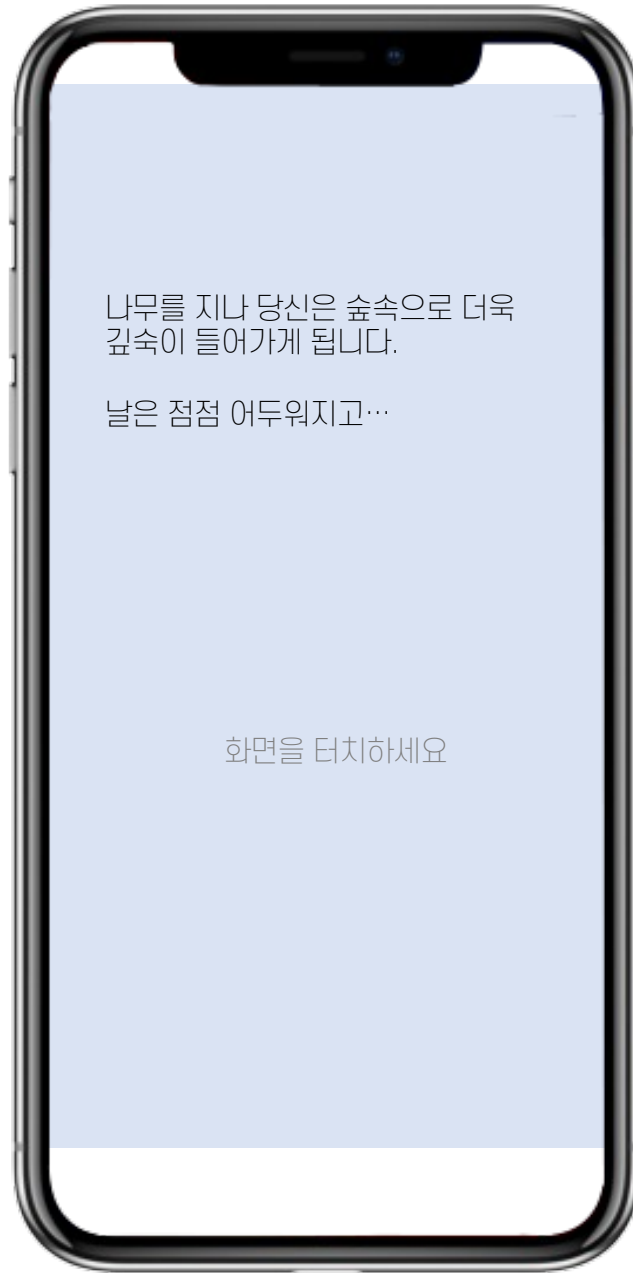 나무를 지나 당신은 숲속으로 더욱
깊숙이 들어가게 됩니다.
날은 점점 어두워지고…
화면을 터치하세요